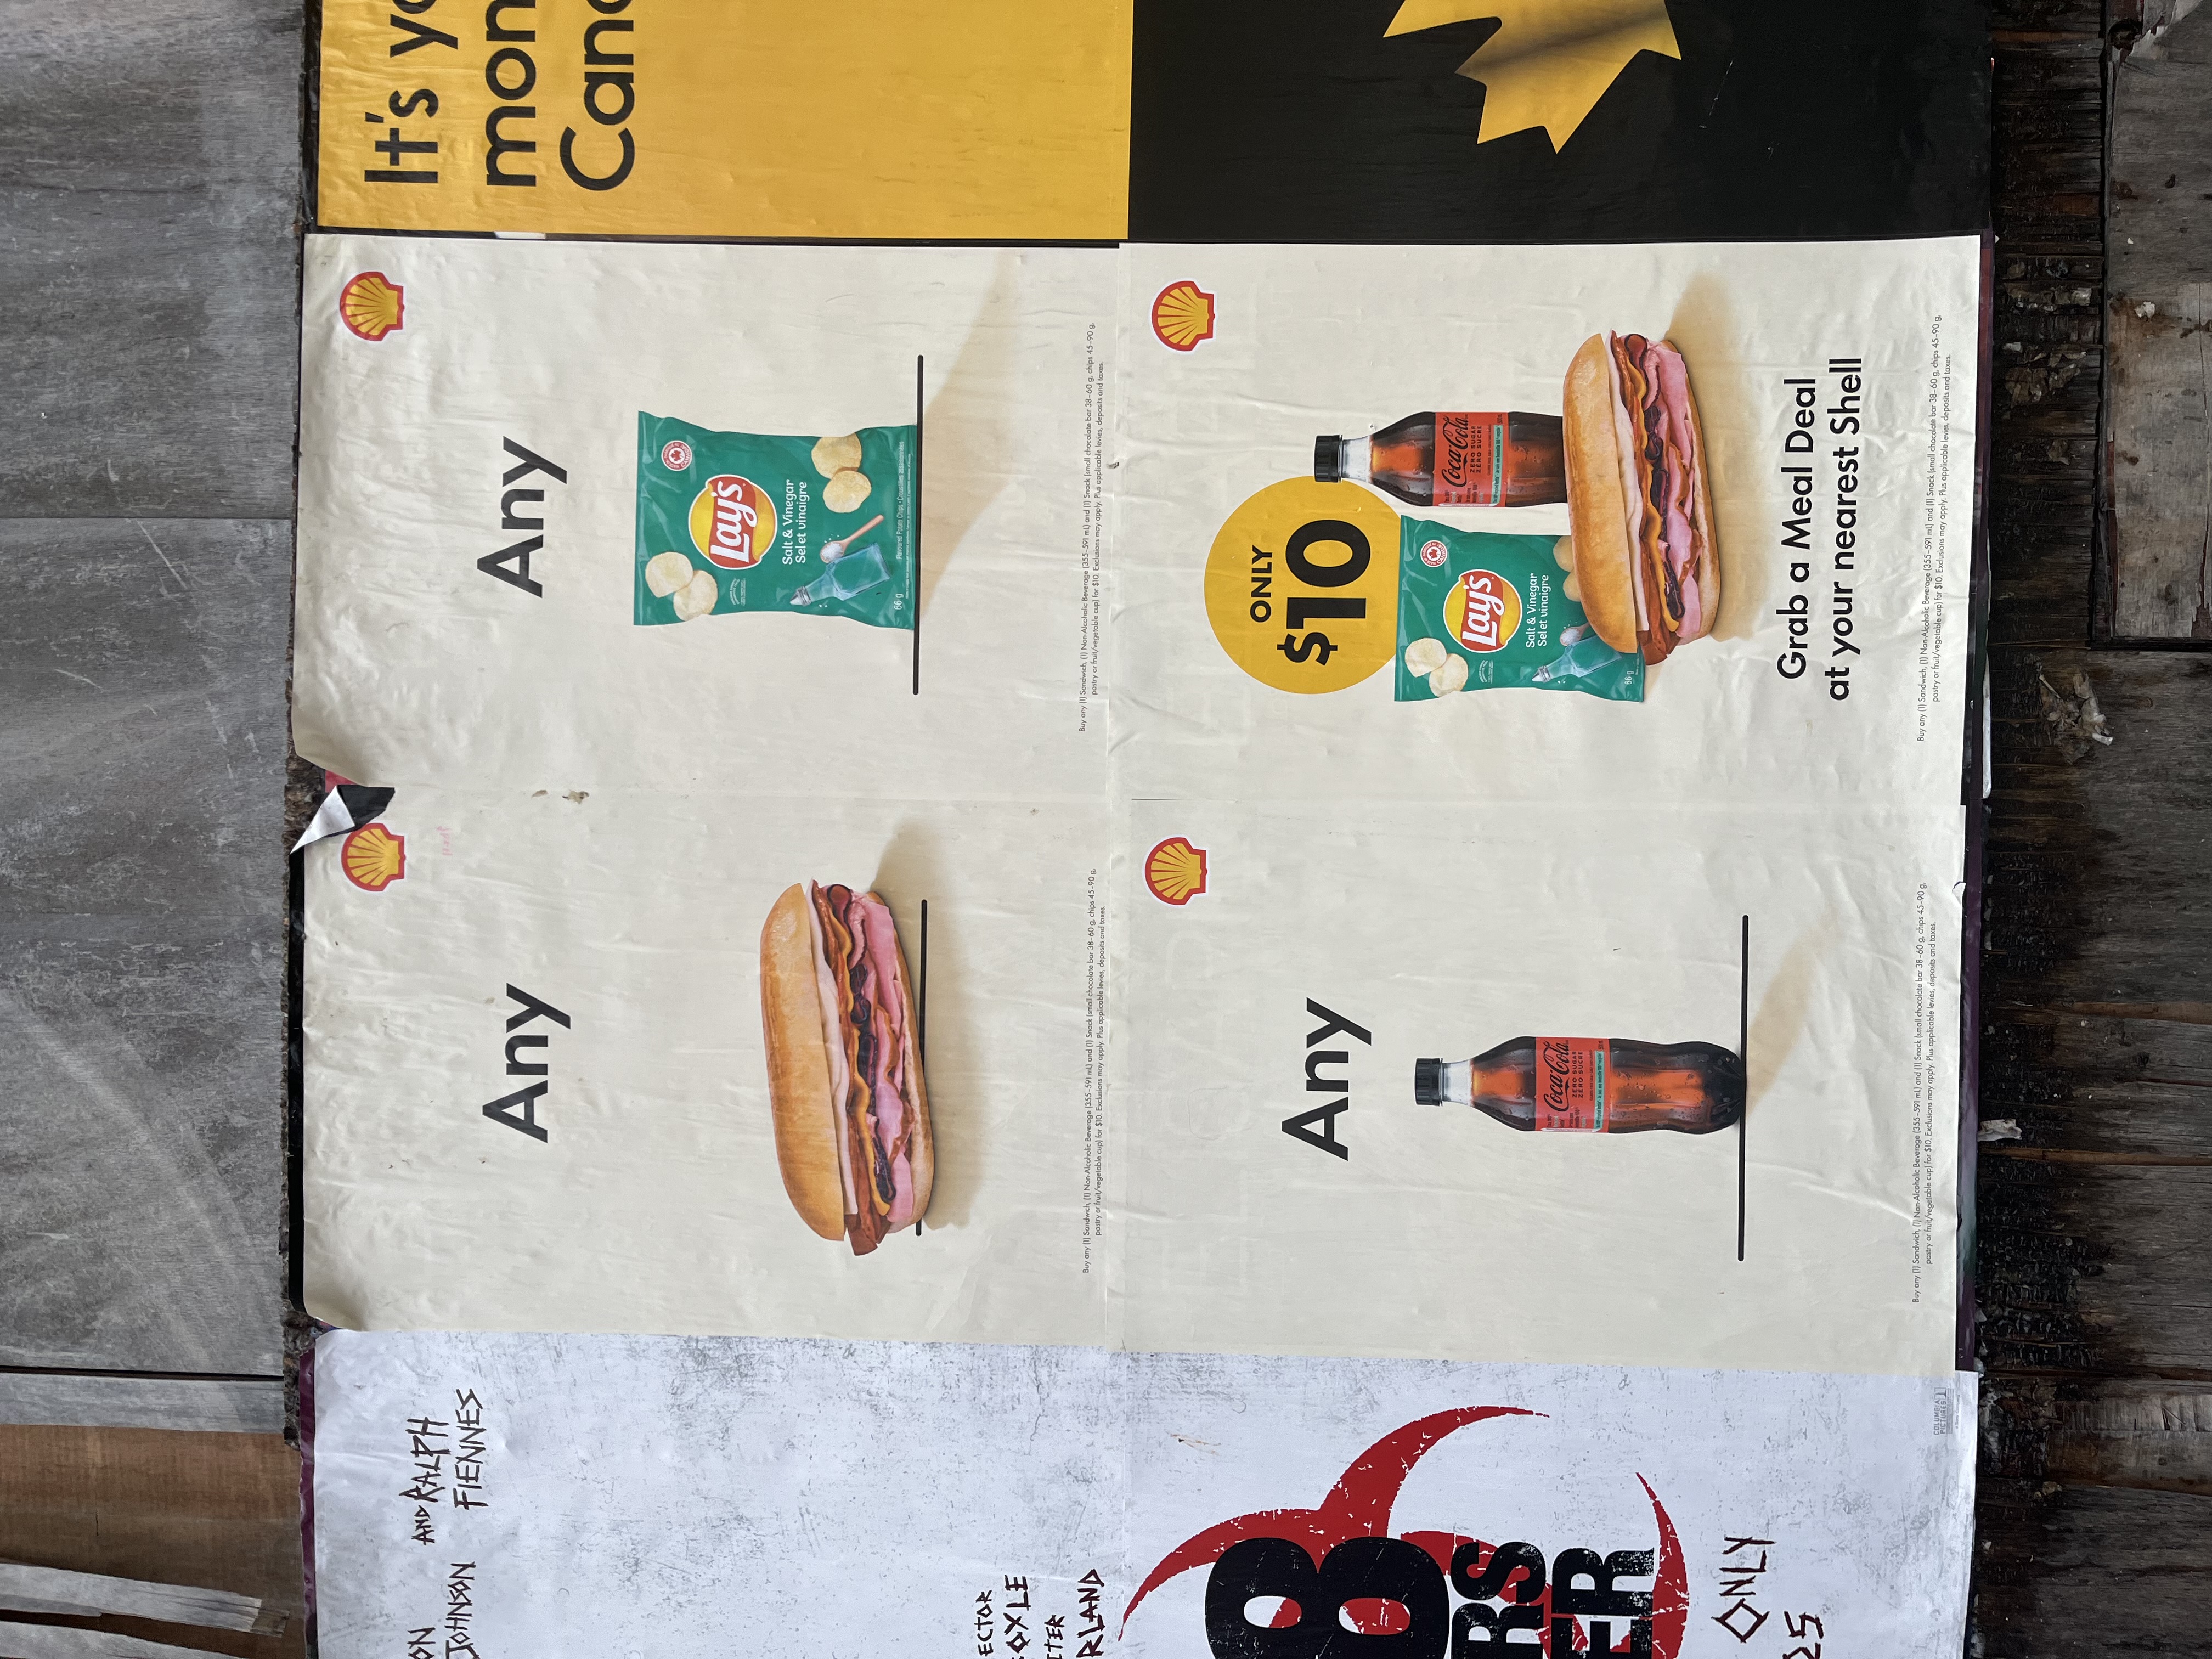 ON AND RALPH
JOHNSON FIENNES
ECTOR
OYLE
ITER
RLAND
8
RS
ER
ONLY
25
COLUMBIA
PICTURES
Any
Buy any (1) Sandwich, (1) Non-Alcoholic Beverage (355-591 mL) and (1) Snack (small chocolate bar 38-60 g, chips 45-90 g,
pastry or fruit/vegetable cup) for $10. Exclusions may apply. Plus applicable levies, deposits and taxes.
Any
Lay's
Salt & Vinegar
Sel et vinaigre
66 g
Flavoured Potato Chips • Croustilles assaisonnées
Buy any (1) Sandwich, (1) Non-Alcoholic Beverage (355-591 mL) and (1) Snack (small chocolate bar 38-60 g, chips 45-90 g,
pastry or fruit/vegetable cup) for $10. Exclusions may apply. Plus applicable levies, deposits and taxes.
Any
Coca-Cola
ZERO SUGAR
ZÉRO SUCRE
Buy any (1) Sandwich, (1) Non-Alcoholic Beverage (355-591 mL) and (1) Snack (small chocolate bar 38-60 g, chips 45-90 g,
pastry or fruit/vegetable cup) for $10. Exclusions may apply. Plus applicable levies, deposits and taxes.
ONLY
$10
Lay's
Salt & Vinegar
Sel et vinaigre
66 g
Coca-Cola
ZERO SUGAR
ZÉRO SUCRE
Grab a Meal Deal
at your nearest Shell
Buy any (1) Sandwich, (1) Non-Alcoholic Beverage (355-591 mL) and (1) Snack (small chocolate bar 38-60 g, chips 45-90 g,
pastry or fruit/vegetable cup) for $10. Exclusions may apply. Plus applicable levies, deposits and taxes.
It's yo
mon
Cana